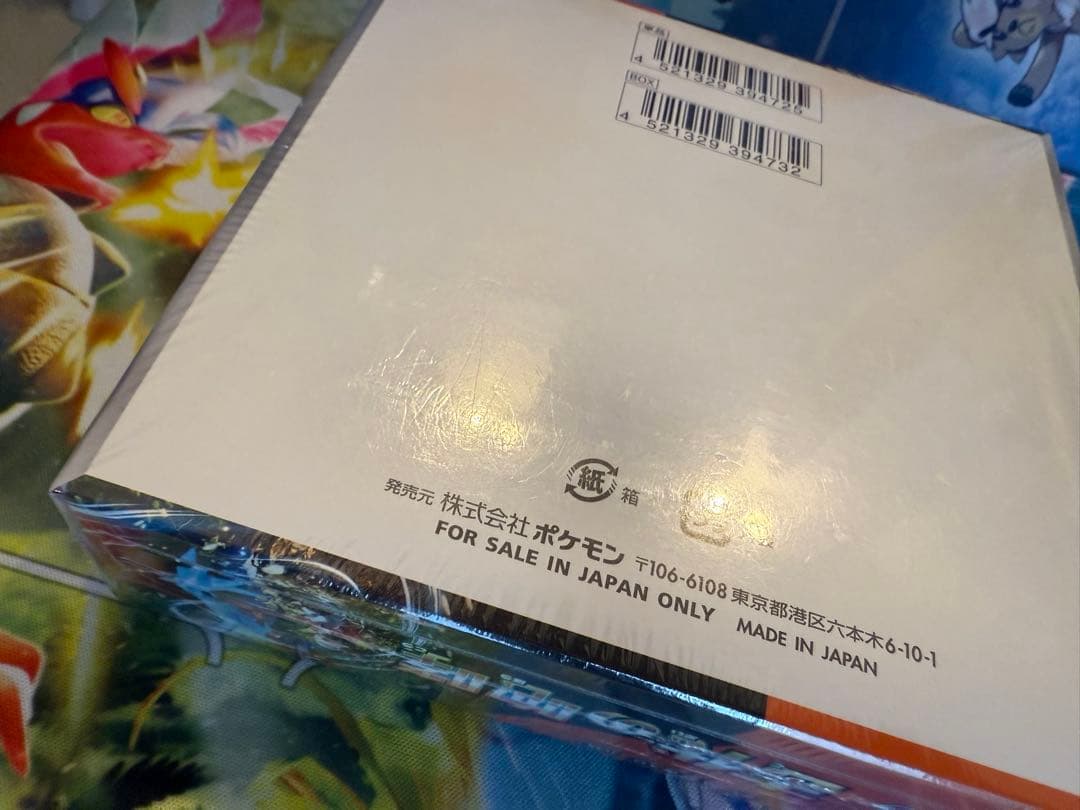 単品
4 521329 394725
BOX
4 521329 394732
紙 箱
発売元 株式会社 ポケモン 〒106-6108 東京都港区六本木6-10-1
FOR SALE IN JAPAN ONLY MADE IN JAPAN